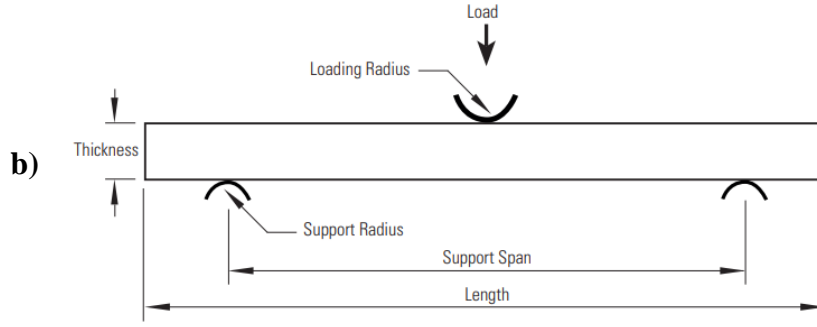 Load
Loading Radius
Thickness
b)
Support Radius
Support Span
Length